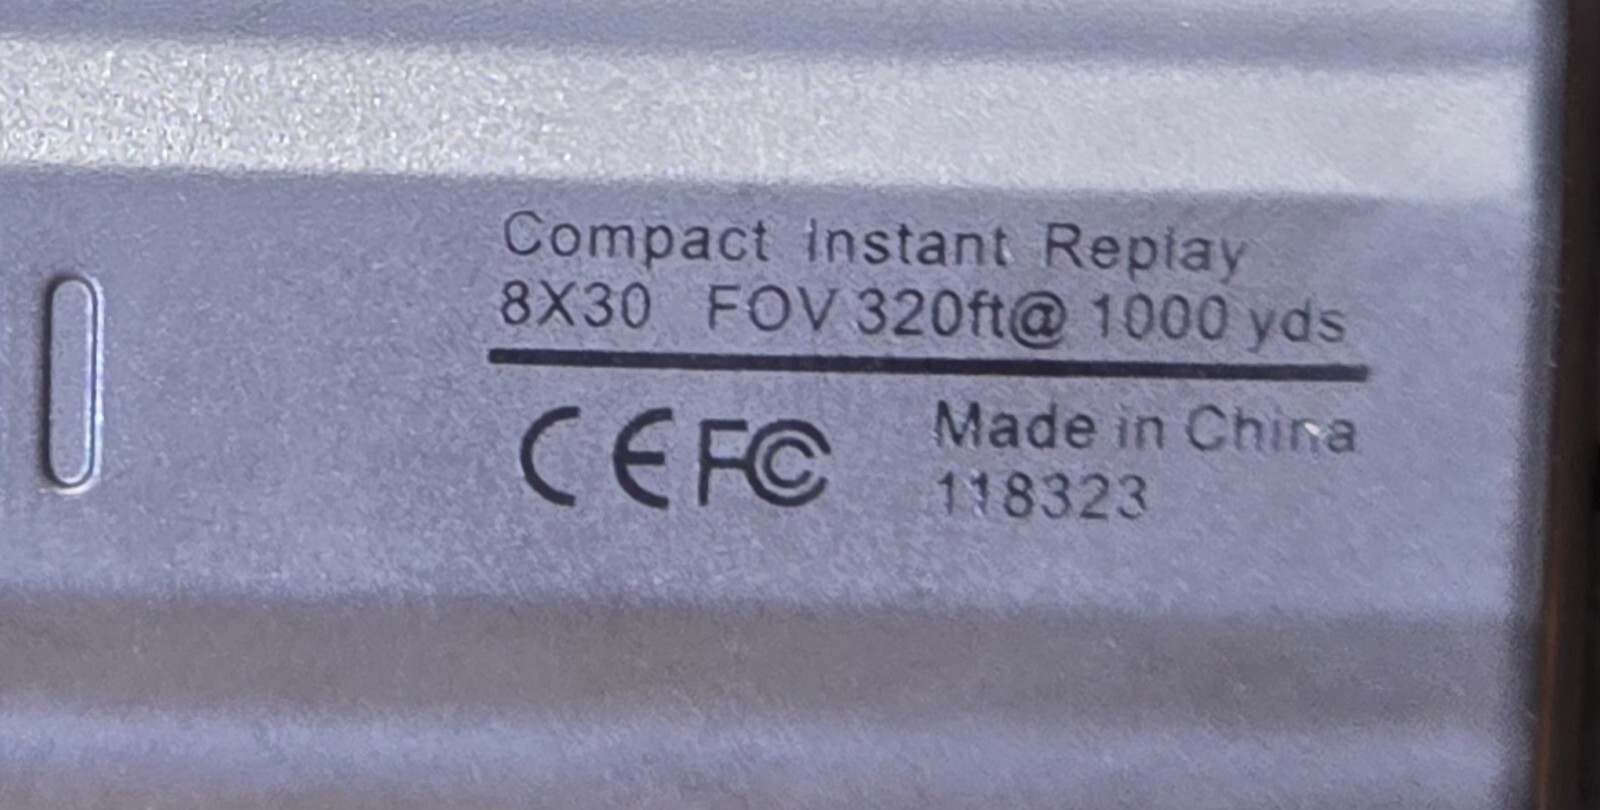 Compact Instant Replay
8X30 FOV 320ft@ 1000 yds
CE FC Made in China
118323